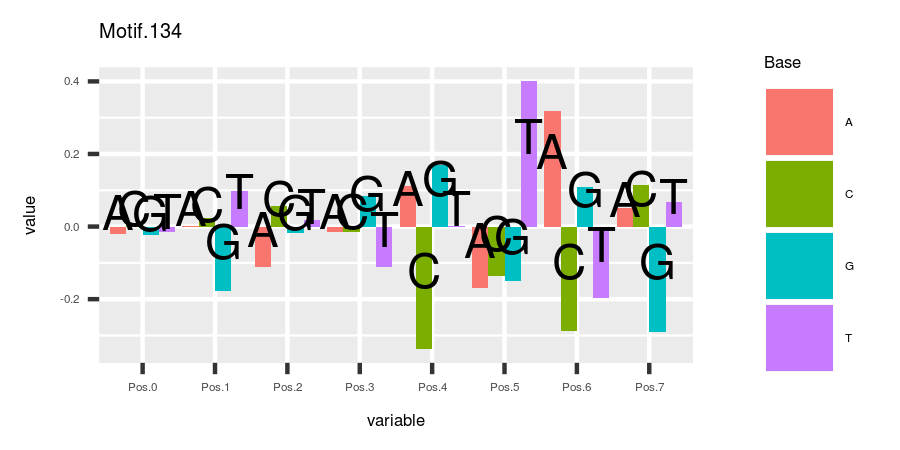 Motif.134
Base
0.4
0.2
0.0
-0.2
value
A C G T A C G T A C G T A C G T A C G T A C G T A C G T A C G T
Pos.0 Pos.1 Pos.2 Pos.3 Pos.4 Pos.5 Pos.6 Pos.7
variable
A
C
G
T